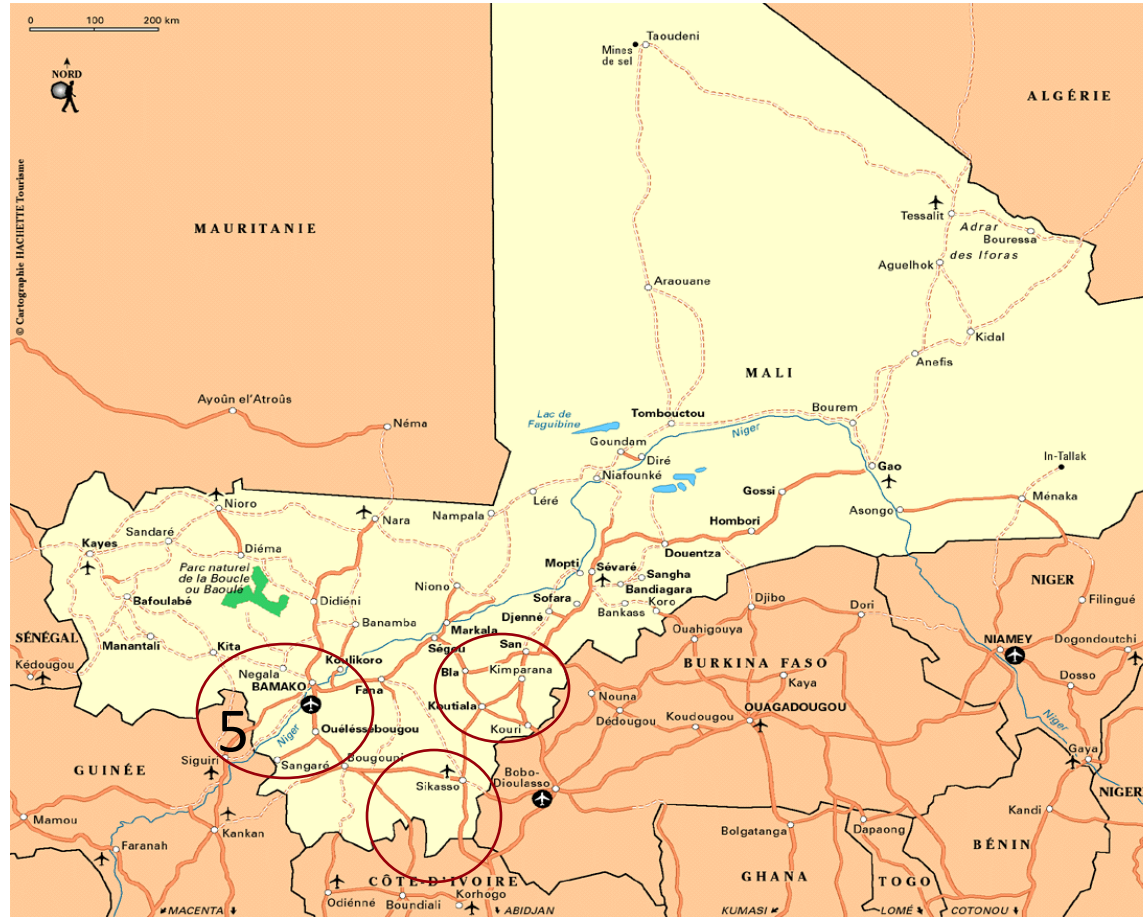 0 100 200 km
NORD
© Cartographie HACHETTE Tourisme
Mines
de sel
Taoudeni
ALGÉRIE
MAURITANIE
Tessalit
Adrar
des Iforas
Bouressa
Aguelhok
Araouane
Kidal
Anefis
MALI
Ayoûn el'Atroûs
Néma
Lac de
Faguibine
Tombouctou
Niger
Bourem
Goundam
Diré
Niafounké
Gao
In-Tallak
Ménaka
Asongo
Gossi
Hombori
Douentza
Léré
Nampala
Nioro
Nara
Sandaré
Kayes
Diéma
Parc naturel
de la Boucle
ou Baoulé
Bafoulabé
Didiéni
Banamba
Niono
Mopti
Sévaré
Sangha
Bandiagara
Bankass
Koro
Sofara
Djenné
Djibo
Dori
NIGER
Filingué
SÉNÉGAL
Kédougou
Manantali
Kita
Markala
Ségou
San
Ouahigouya
NIAMEY
Dogondoutchi
Negala
Koulikoro
BAMAKO
Fana
Bla
Kimparana
BURKINA FASO
Kaya
Dosso
Nouna
Dédougou
Koudougou
OUAGADOUGOU
Koutiala
Kouri
5
Niger
Ouéléssébougou
Niger
Gaya
Siguiri
Sangaré
Bougouni
Sikasso
Bobo-
Dioulasso
GUINÉE
NIGER
Kandi
Mamou
Kankan
Faranah
Bolgatanga
Dapaong
BÉNIN
GHANA
TOGO
CÔTE-D'IVOIRE
Odiénné
Boundiali
Korhogo
MACENTA
ABIDJAN
KUMASI
LOMÉ
COTONOU